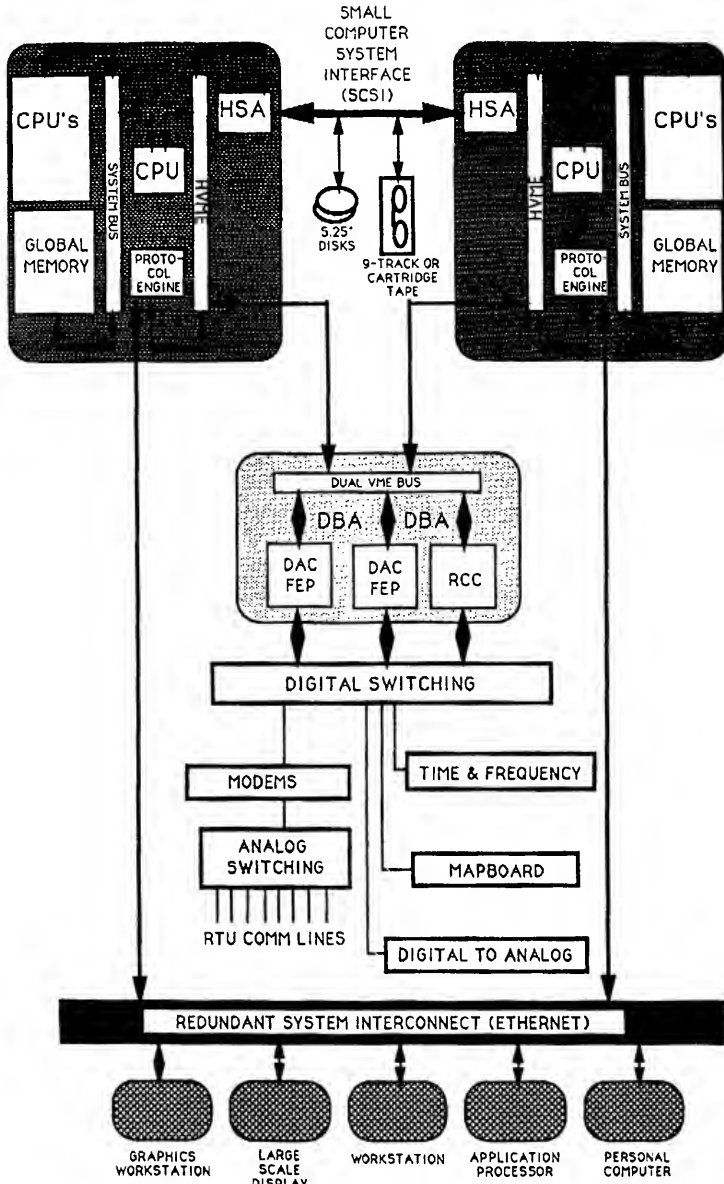 SMALL
COMPUTER
SYSTEM
INTERFACE
(SCSI)
CPU's
SYSTEM BUS
CPU
HVME
HSA
GLOBAL
MEMORY
PROTO-
COL
ENGINE
5.25"
DISKS
9-TRACK OR
CARTRIDGE
TAPE
HSA
HVME
CPU
SYSTEM BUS
CPU's
PROTO-
COL
ENGINE
GLOBAL
MEMORY
DUAL VME BUS
DBA
DBA
DAC
FEP
DAC
FEP
RCC
DIGITAL SWITCHING
MODEMS
TIME & FREQUENCY
ANALOG
SWITCHING
MAPBOARD
RTU COMM LINES
DIGITAL TO ANALOG
REDUNDANT SYSTEM INTERCONNECT (ETHERNET)
GRAPHICS
WORKSTATION
LARGE
SCALE
DISPLAY
WORKSTATION
APPLICATION
PROCESSOR
PERSONAL
COMPUTER